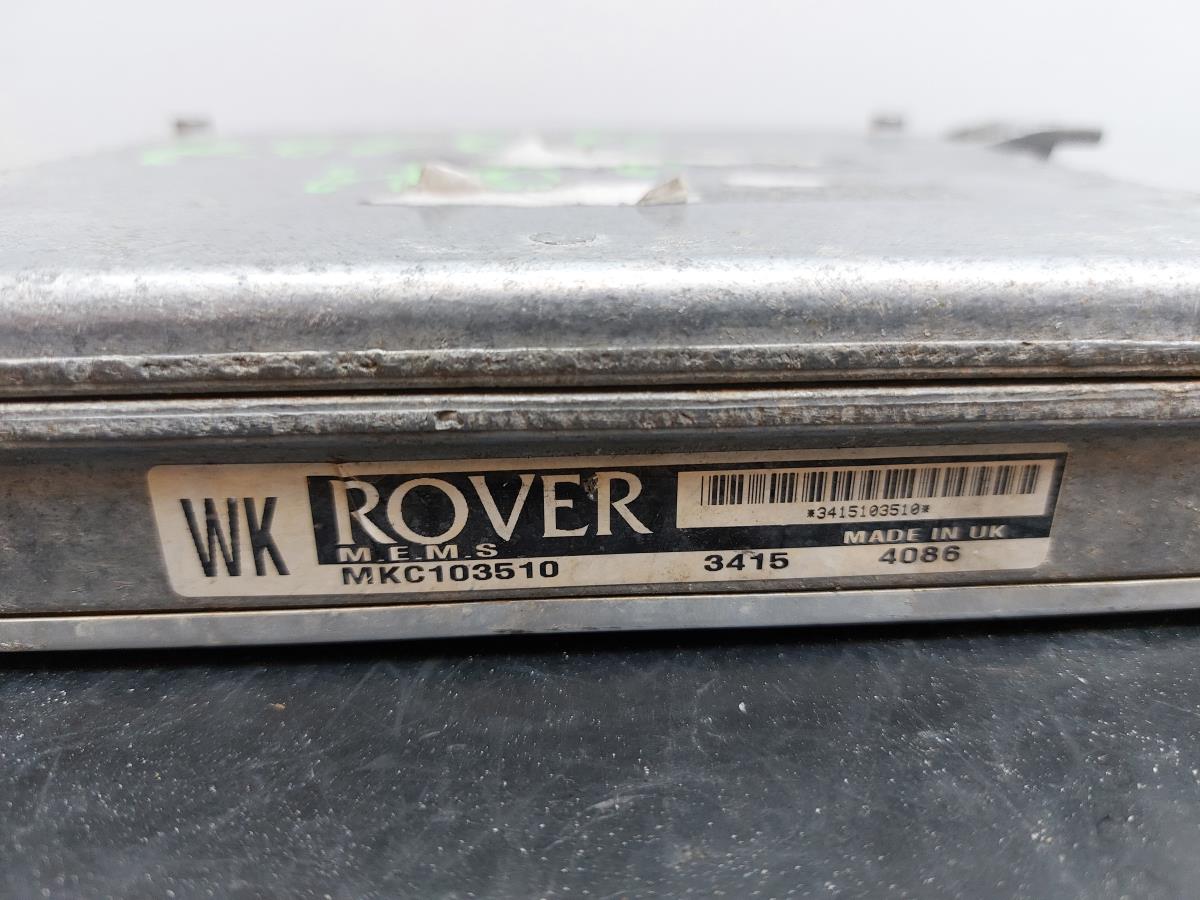 WK
ROVER
*3415103510*
M.E.M.S
MADE IN UK
MKC103510
3415
4086